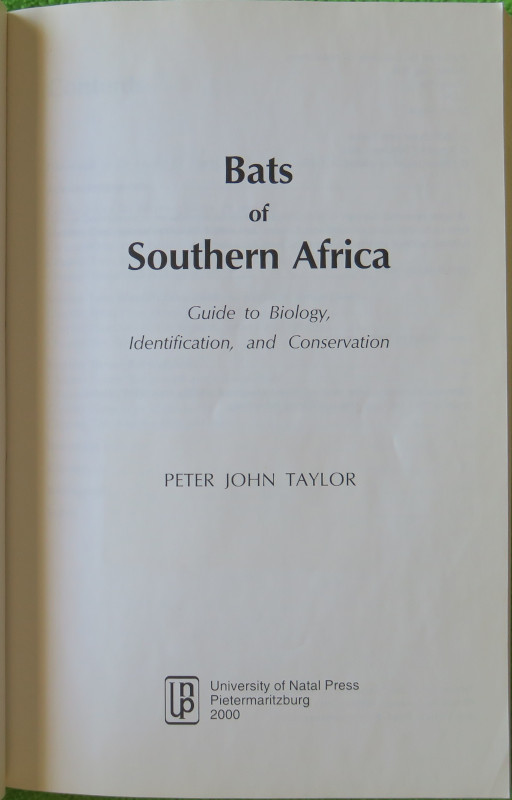 Bats
of
Southern Africa
Guide to Biology,
Identification, and Conservation
PETER JOHN TAYLOR
unp
University of Natal Press
Pietermaritzburg
2000